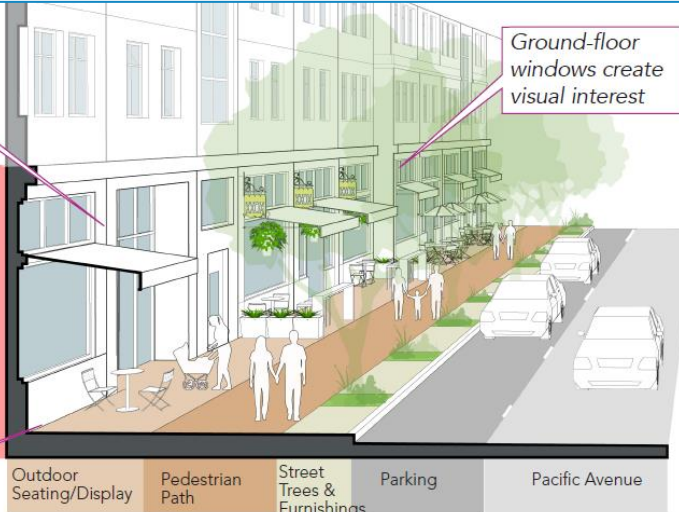 Ground-floor
windows create
visual interest
Outdoor
Seating/Display
Pedestrian
Path
Street
Trees &
Furnishings
Parking
Pacific Avenue